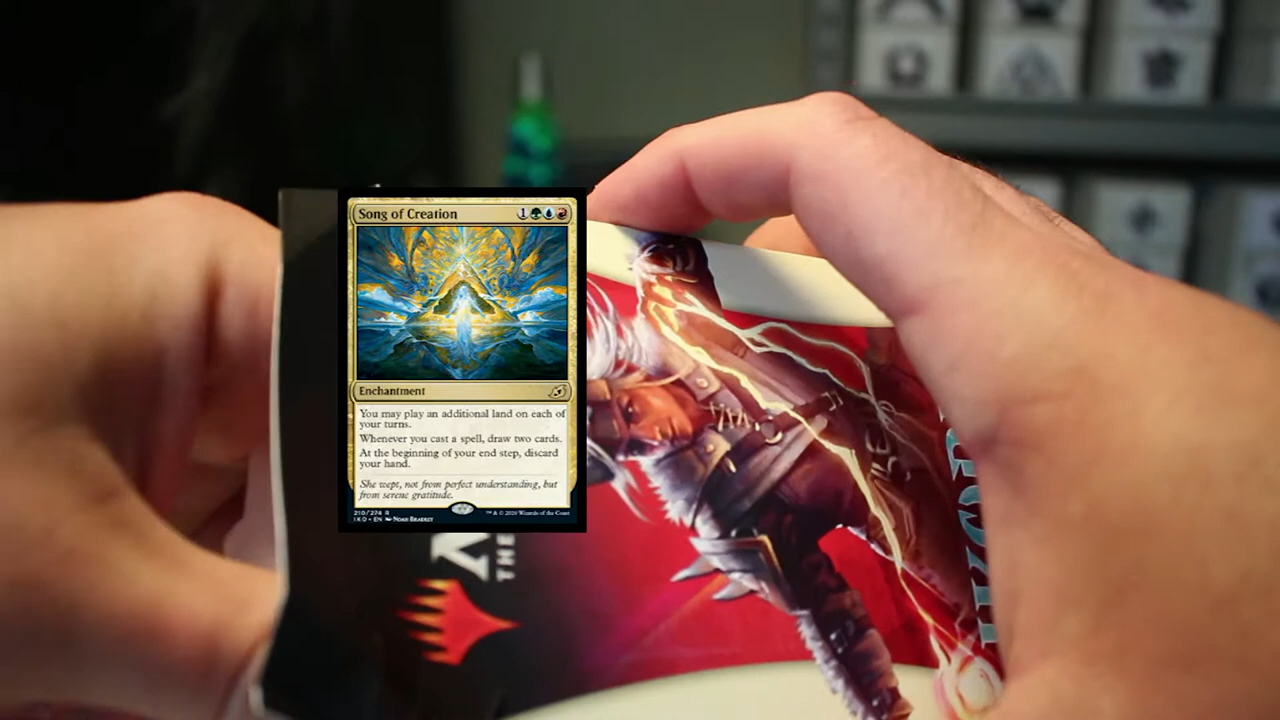 Song of Creation 1
Enchantment
You may play an additional land on each of
your turns.
Whenever you cast a spell, draw two cards.
At the beginning of your end step, discard
your hand.
She wept, not from perfect understanding, but
from serene gratitude.
210/274 R
IKO • EN Noah Bradley
™ & © 2020 Wizards of the Coast
THE